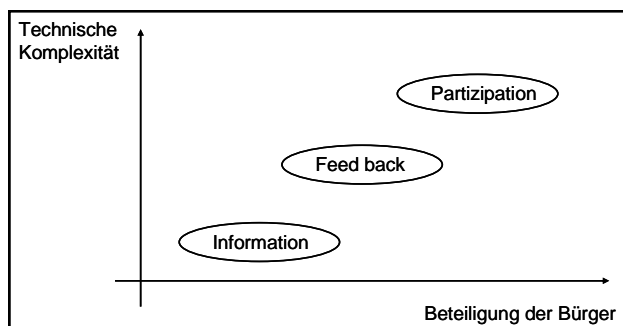 Technische
Komplexität
Partizipation
Feed back
Information
Beteiligung der Bürger